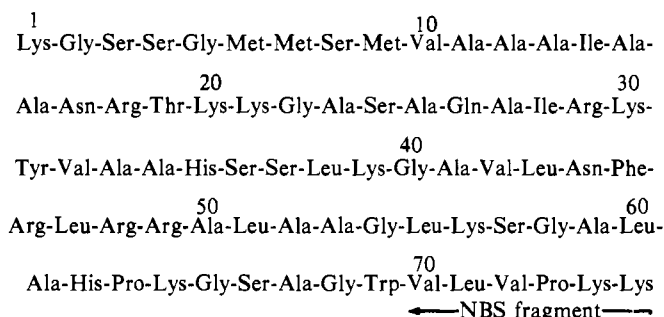 1 10
Lys-Gly-Ser-Ser-Gly-Met-Met-Ser-Met-Val-Ala-Ala-Ala-Ile-Ala-
20 30
Ala-Asn-Arg-Thr-Lys-Lys-Gly-Ala-Ser-Ala-Gln-Ala-Ile-Arg-Lys-
40
Tyr-Val-Ala-Ala-His-Ser-Ser-Leu-Lys-Gly-Ala-Val-Leu-Asn-Phe-
50 60
Arg-Leu-Arg-Arg-Ala-Leu-Ala-Ala-Gly-Leu-Lys-Ser-Gly-Ala-Leu-
70
Ala-His-Pro-Lys-Gly-Ser-Ala-Gly-Trp-Val-Leu-Val-Pro-Lys-Lys
NBS fragment